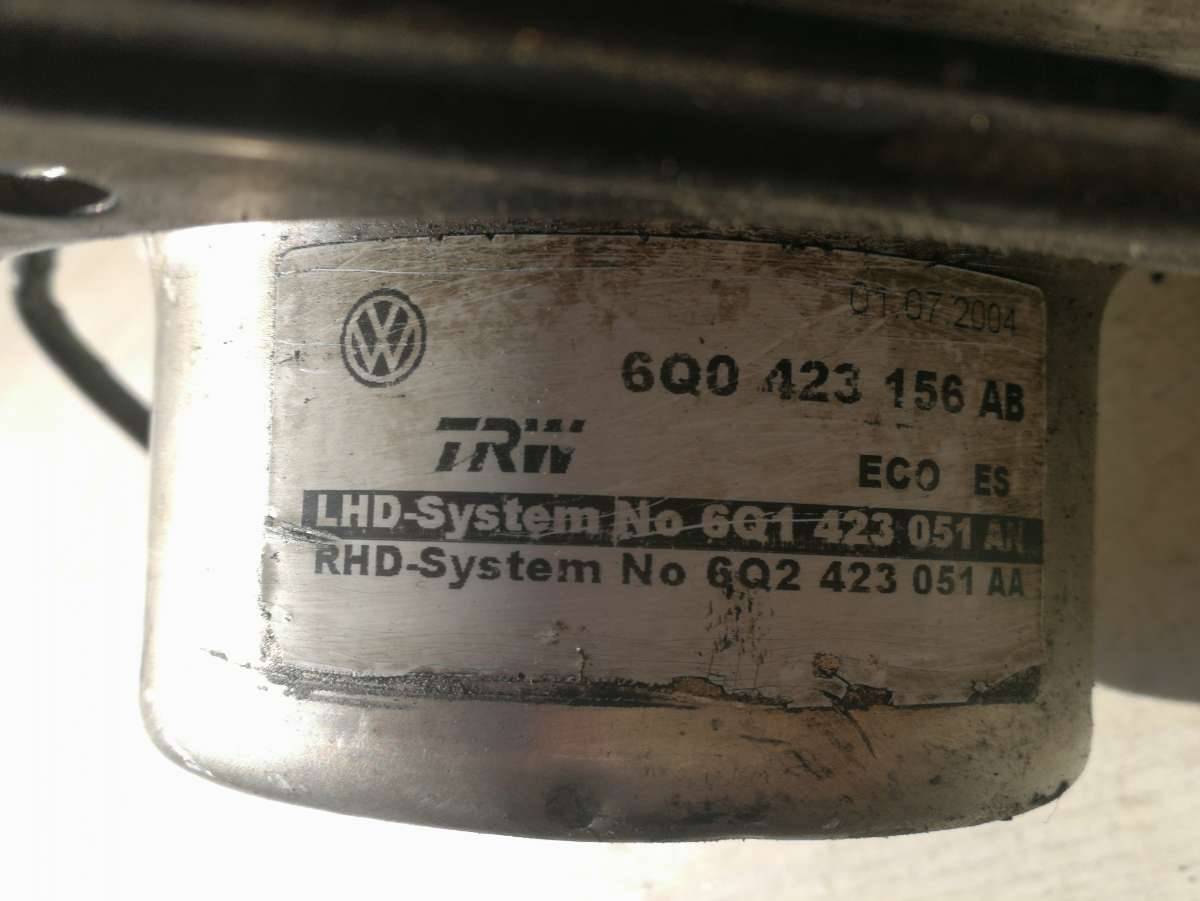 01.07.2004
6Q0 423 156 AB
TRW
ECO ES
LHD-System No 6Q1 423 051 AN
RHD-System No 6Q2 423 051 AA